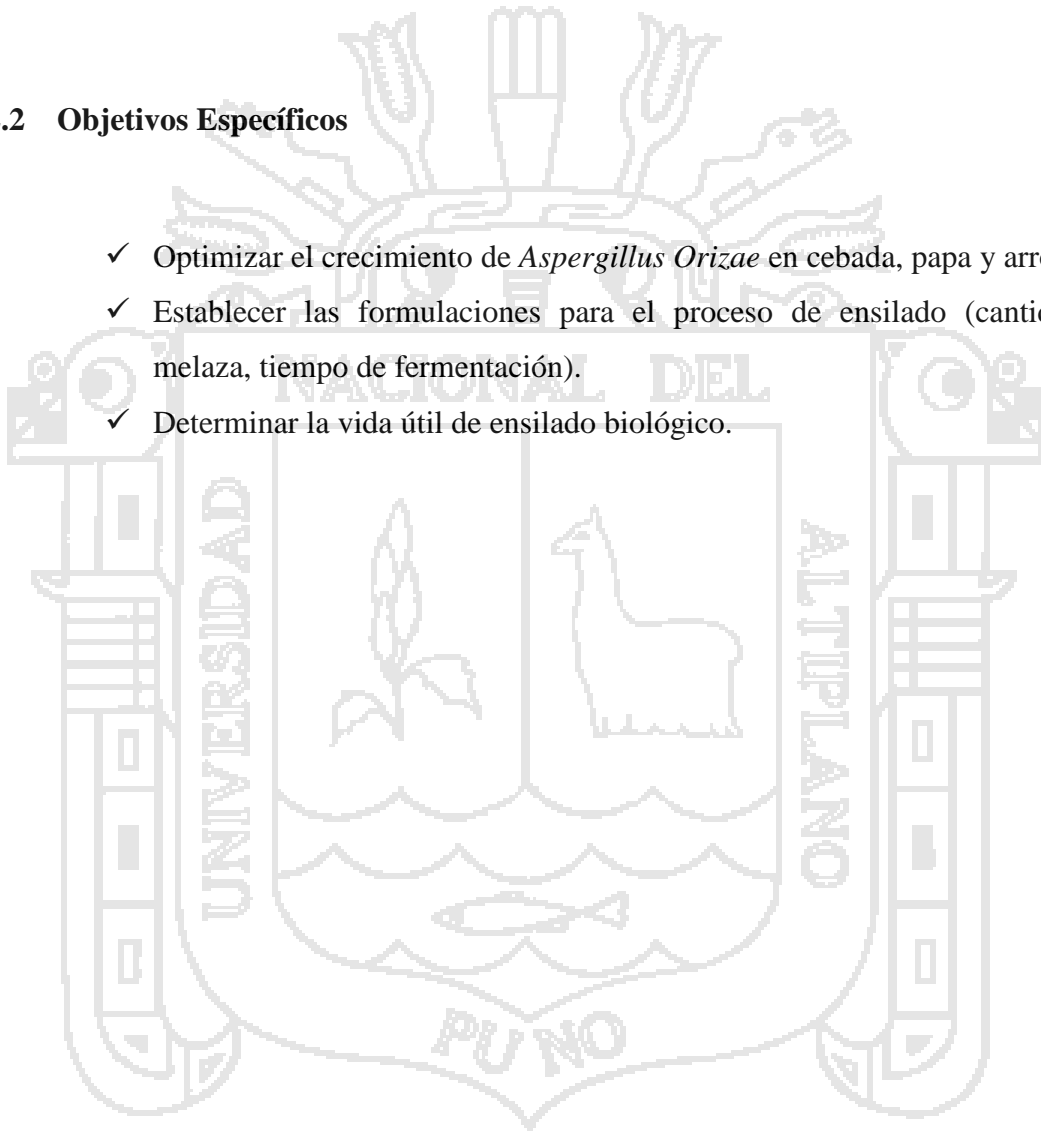 .2 Objetivos Específicos
✓ Optimizar el crecimiento de Aspergillus Orizae en cebada, papa y arr
✓ Establecer las formulaciones para el proceso de ensilado (cantid
melaza, tiempo de fermentación).
✓ Determinar la vida útil de ensilado biológico.
NACIONAL DEL
UNIVERSIDAD
ALTIPLANO
PUNO